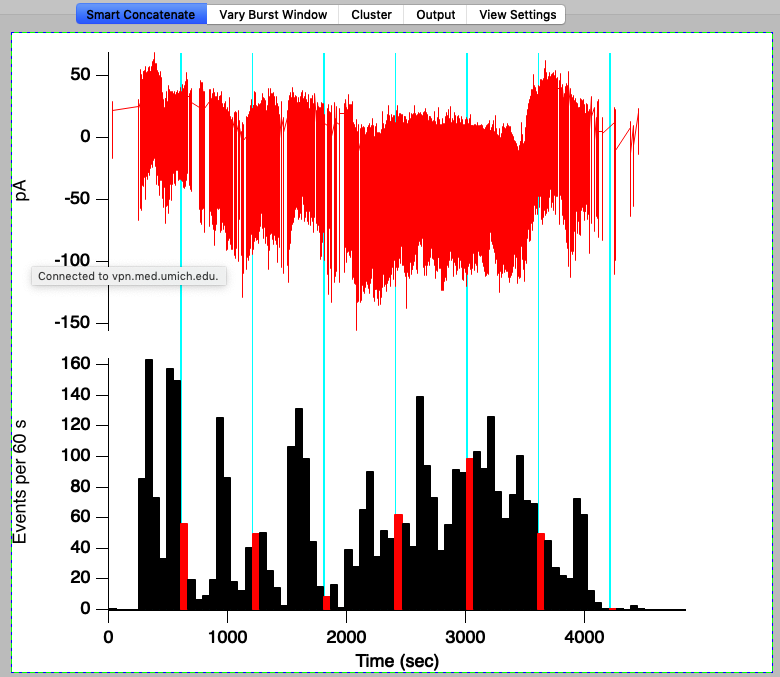 Smart Concatenate Vary Burst Window Cluster Output View Settings
50
0
-50
-100
-150
pA
Connected to vpn.med.umich.edu.
160
140
120
100
80
60
40
20
0
Events per 60 s
0 1000 2000 3000 4000
Time (sec)